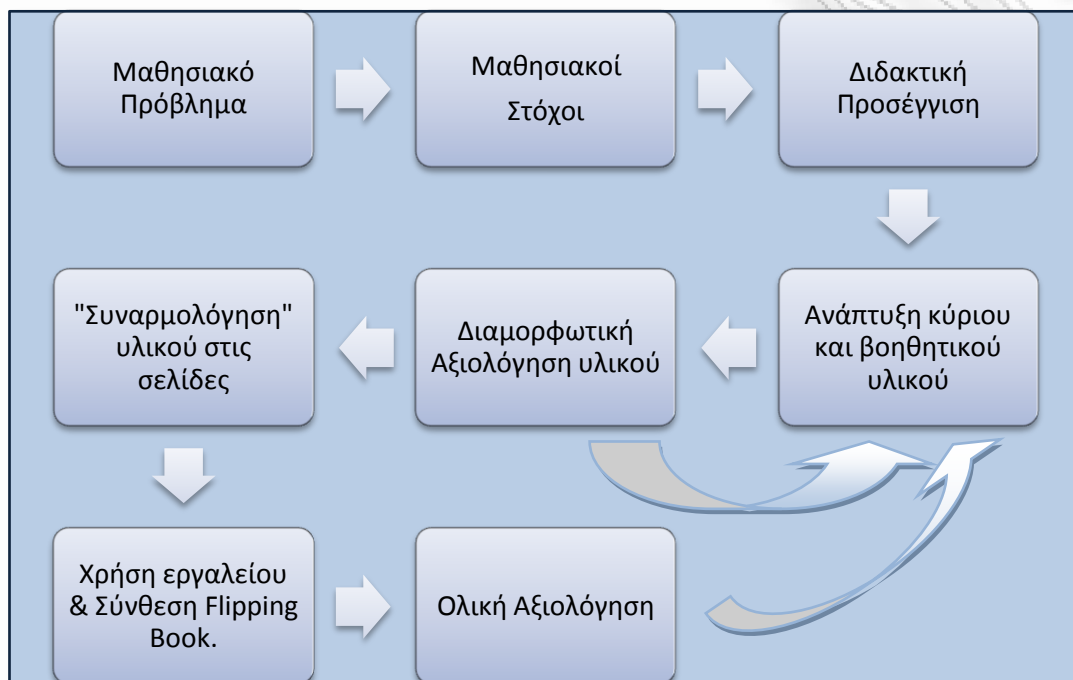 Μαθησιακό
Πρόβλημα
Μαθησιακοί
Στόχοι
Διδακτική
Προσέγγιση
Ανάπτυξη κύριου
και βοηθητικού
υλικού
Διαμορφωτική
Αξιολόγηση υλικού
"Συναρμολόγηση"
υλικού στις
σελίδες
Χρήση εργαλείου
& Σύνθεση Flipping
Book.
Ολική Αξιολόγηση